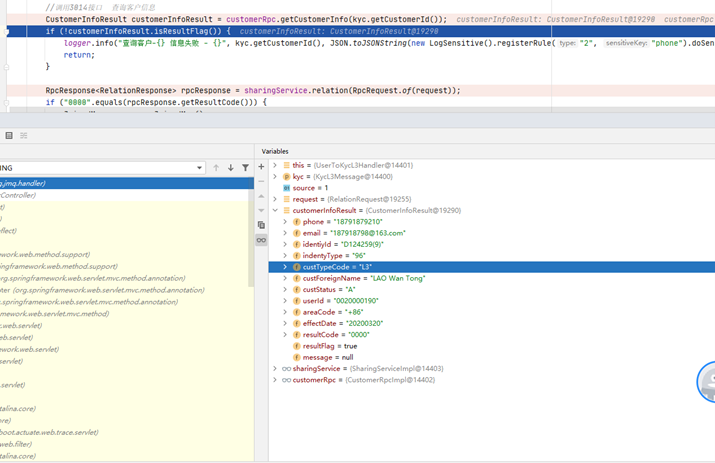 //调用3014接口 查询客户信息
CustomerInfoResult customerInfoResult = customerRpc.getCustomerInfo(kyc.getCustomerId()); customerInfoResult: CustomerInfoResult@19290 customerRpc
if (!customerInfoResult.isResultFlag()) { customerInfoResult: CustomerInfoResult@19290
logger.info("查询客户-{} 信息失败 - {}", kyc.getCustomerId(), JSON.toJSONString(new LogSensitive().registerRule( type: "2", sensitiveKey: "phone").doSen
return;
}
RpcResponse<RelationResponse> rpcResponse = sharingService.relation(RpcRequest.of(request));
if ("0000".equals(rpcResponse.getResultCode())) {
Variables
NG
g.jmq.handler)
Controller)
t)
)
flect)
)
work.web.method.support)
ringframework.web.method.support)
org.springframework.web.servlet.mvc.method.annotation)
ter (org.springframework.web.servlet.mvc.method.annotation)
g.springframework.web.servlet.mvc.method.annotation)
mework.web.servlet.mvc.method)
.web.servlet)
.web.servlet)
ework.web.servlet)
servlet)
.servlet)
talina.core)
ore)
boot.actuate.web.trace.servlet)
web.filter)
talina.core)
this = {UserToKycL3Handler@14401}
kyc = {KycL3Message@14400}
source = 1
request = {RelationRequest@19255}
customerInfoResult = {CustomerInfoResult@19290}
phone = "18791879210"
email = "187918798@163.com"
identiyId = "D124259(9)"
indentyType = "96"
custTypeCode = "L3"
custForeignName = "LAO Wan Tong"
custStatus = "A"
userId = "0020000190"
areaCode = "+86"
effectDate = "20200320"
resultCode = "0000"
resultFlag = true
message = null
sharingService = {SharingServiceImpl@14403}
customerRpc = {CustomerRpcImpl@14402}